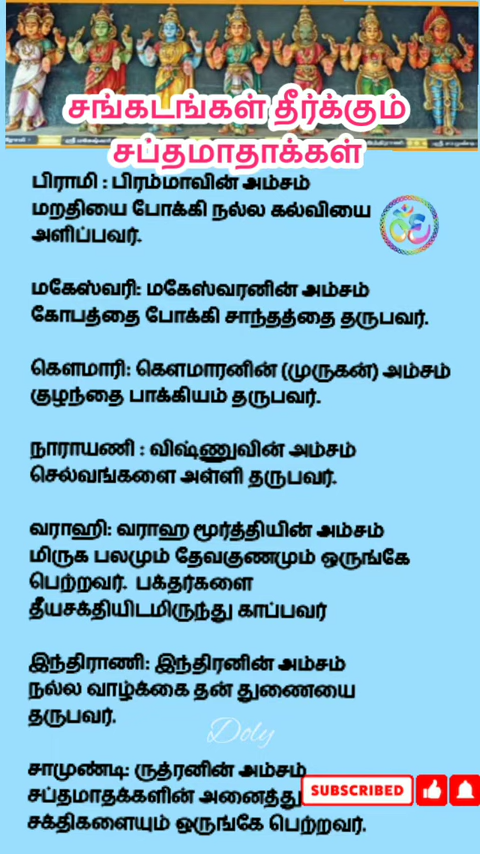 சங்கடங்கள் தீர்க்கும்
சப்தமாதாக்கள்
பிராமி : பிரம்மாவின் அம்சம்
மறதியை போக்கி நல்ல கல்வியை
அளிப்பவர்.
மகேஸ்வரி: மகேஸ்வரனின் அம்சம்
கோபத்தை போக்கி சாந்தத்தை தருபவர்.
கௌமாரி: கௌமாரனின் (முருகன்) அம்சம்
குழந்தை பாக்கியம் தருபவர்.
நாராயணி : விஷ்ணுவின் அம்சம்
செல்வங்களை அள்ளி தருபவர்.
வராஹி: வராஹ மூர்த்தியின் அம்சம்
மிருக பலமும் தேவகுணமும் ஒருங்கே
பெற்றவர். பக்தர்களை
தீயசக்தியிடமிருந்து காப்பவர்
இந்திராணி: இந்திரனின் அம்சம்
நல்ல வாழ்க்கை தன் துணையை
தருபவர்.
Doly
சாமுண்டி: ருத்ரனின் அம்சம்
சப்தமாதக்களின் அனைத்து
SUBSCRIBED
சக்திகளையும் ஒருங்கே பெற்றவர்.